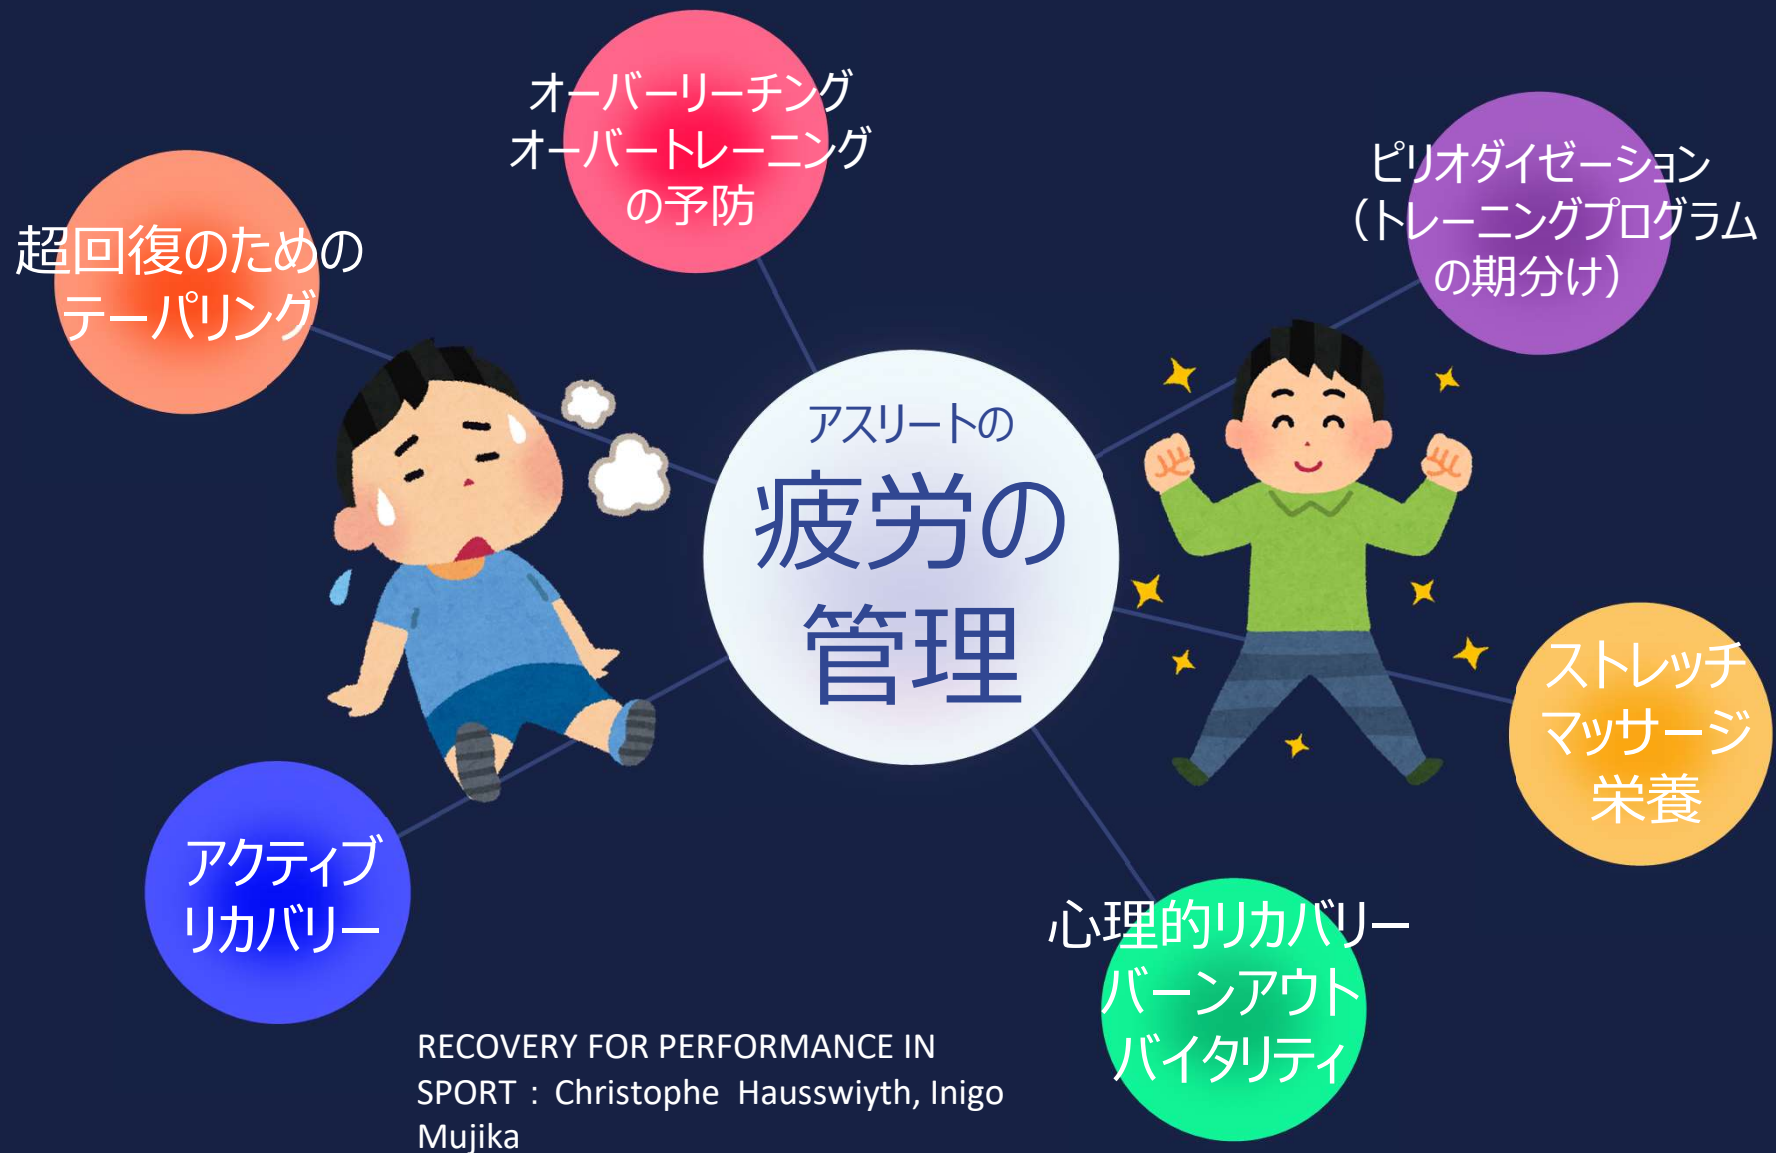 オーバーリーチング
オーバートレーニング
の予防
ピリオダイゼーション
（トレーニングプログラム
の期分け）
超回復のための
テーパリング
アスリートの
疲労の
管理
ストレッチ
マッサージ
栄養
アクティブ
リカバリー
心理的リカバリー
バーンアウト
バイタリティ
RECOVERY FOR PERFORMANCE IN
SPORT：Christophe Hausswiyth, Inigo
Mujika